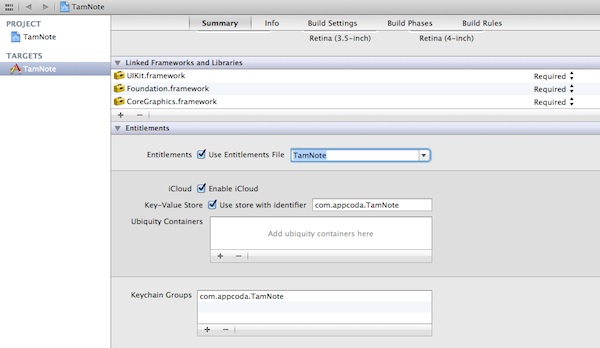 TamNote
PROJECT
TamNote
TARGETS
TamNote
Summary Info Build Settings Build Phases Build Rules
Retina (3.5-inch) Retina (4-inch)
Linked Frameworks and Libraries
UIKit.framework Required
Foundation.framework Required
CoreGraphics.framework Required
Entitlements
Entitlements Use Entitlements File TamNote
iCloud Enable iCloud
Key-Value Store Use store with identifier com.appcoda.TamNote
Ubiquity Containers
Add ubiquity containers here
Keychain Groups com.appcoda.TamNote